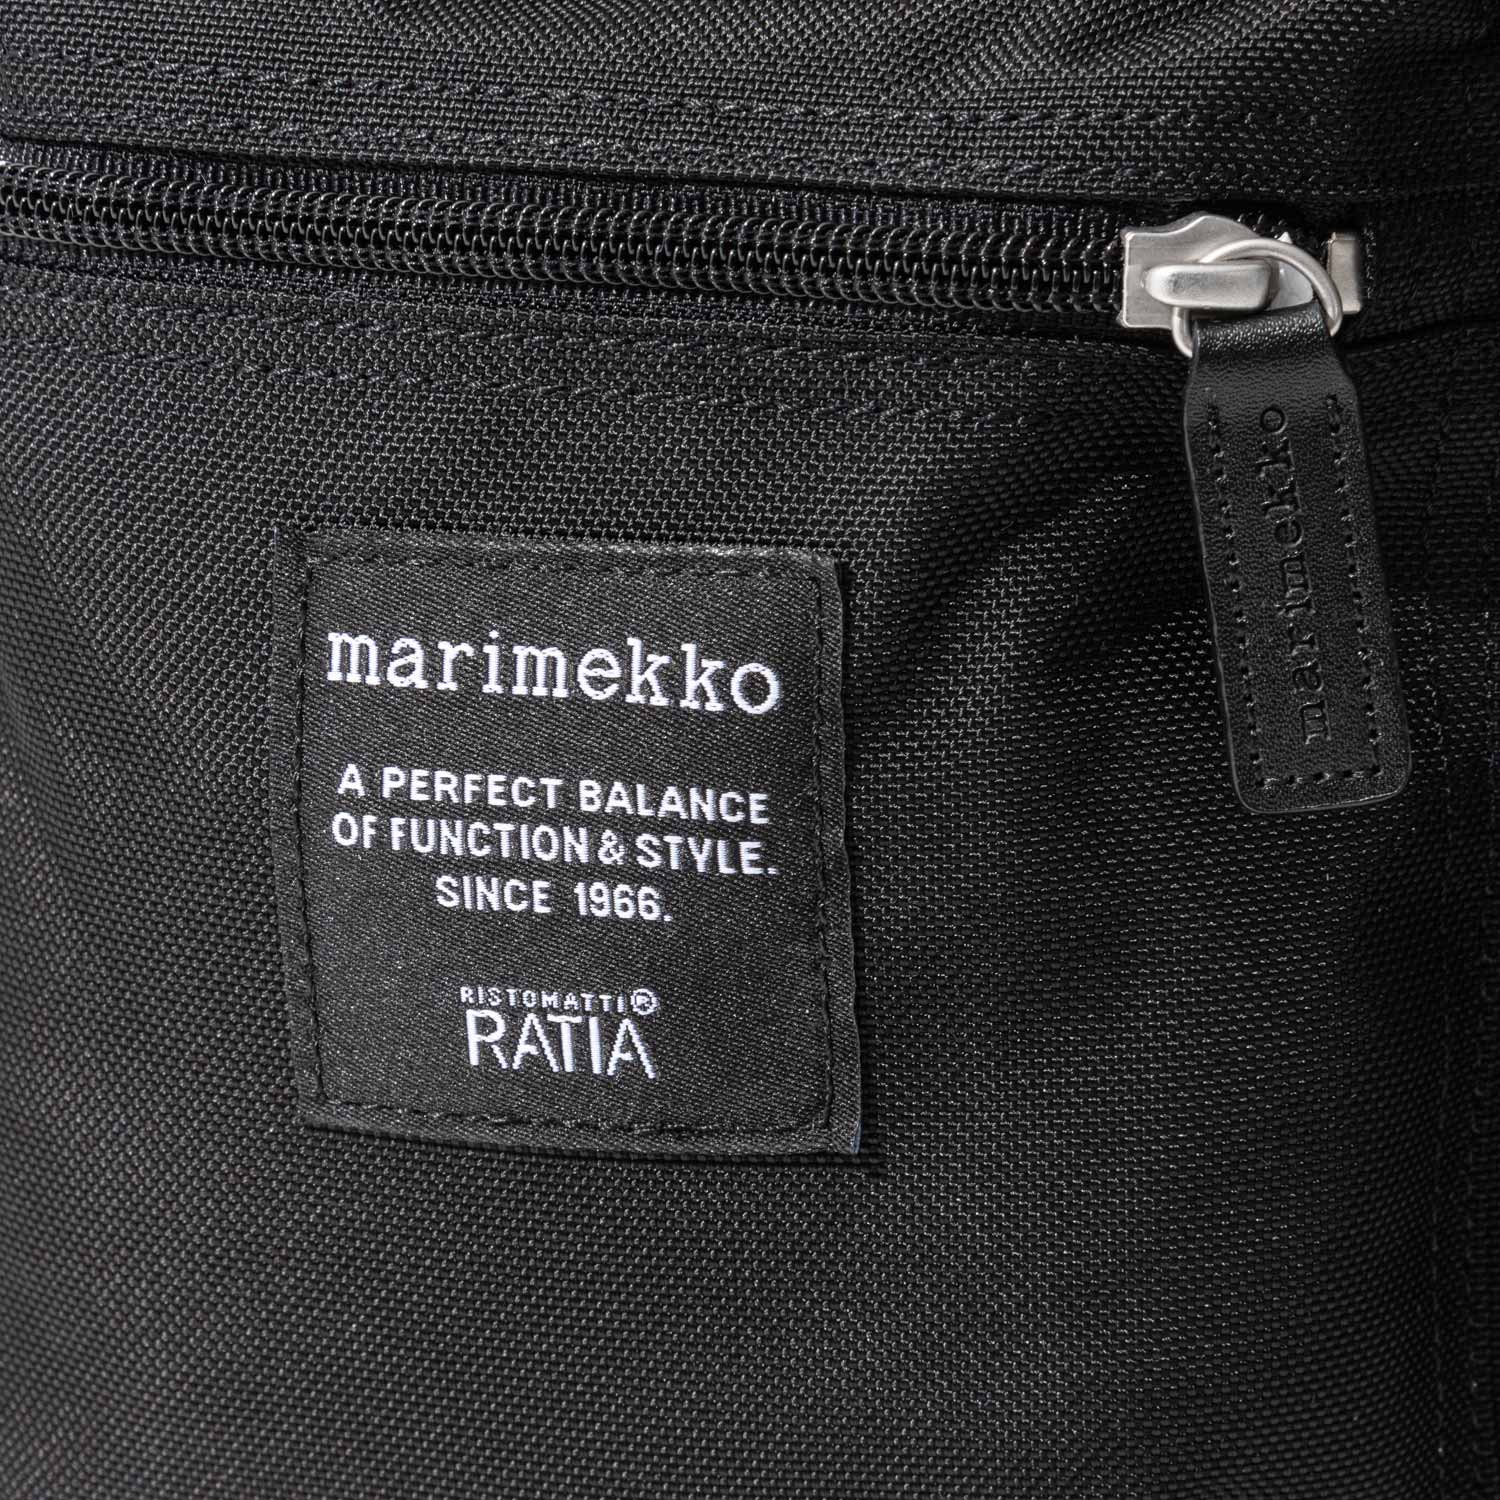 marimekko
marimekko
A PERFECT BALANCE
OF FUNCTION & STYLE.
SINCE 1966.
RISTOMATTI®
RATIA